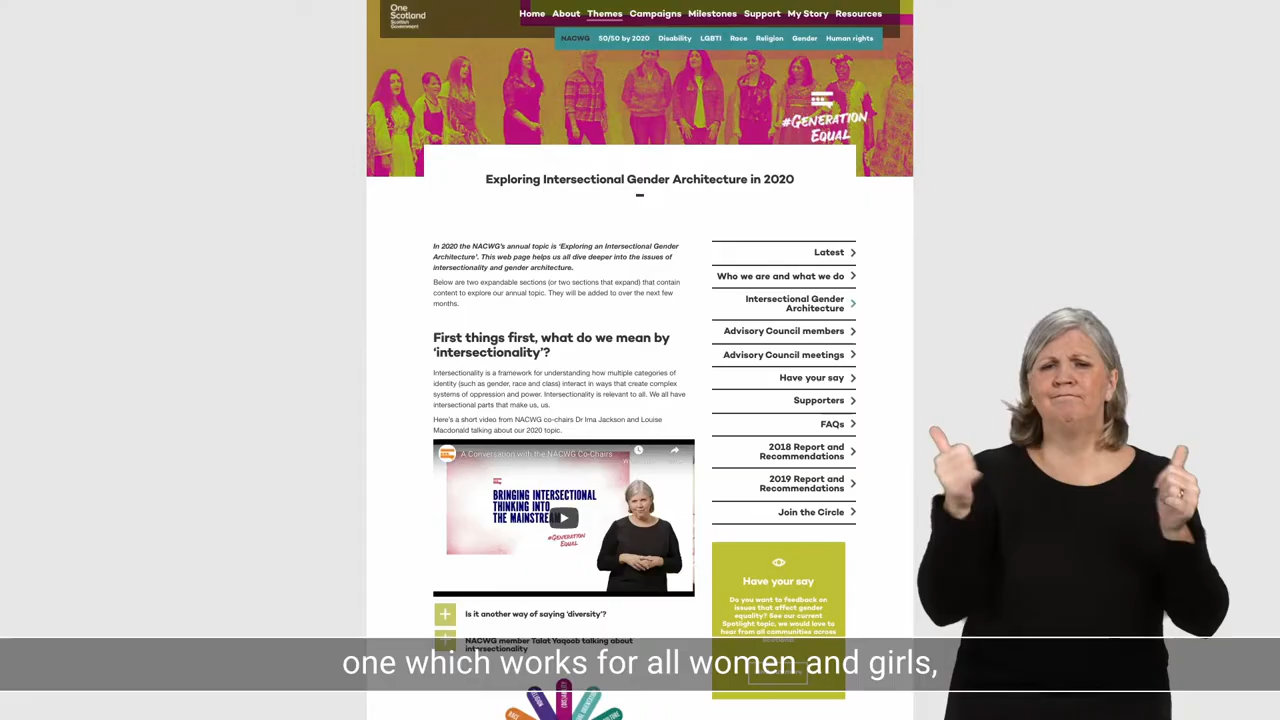 One
Scotland
Scottish
Government
Home About Themes Campaigns Milestones Support My Story Resources
NACWG 50/50 by 2020 Disability LGBTI Race Religion Gender Human rights
#GENERATION
EQUAL
Exploring Intersectional Gender Architecture in 2020
In 2020 the NACWG's annual topic is 'Exploring an Intersectional Gender
Architecture'. This web page helps us all dive deeper into the issues of
intersectionality and gender architecture.
Below are two expandable sections (or two sections that expand) that contain
content to explore our annual topic. They will be added to over the next few
months.
First things first, what do we mean by
'intersectionality'?
Intersectionality is a framework for understanding how multiple categories of
identity (such as gender, race and class) interact in ways that create complex
systems of oppression and power. Intersectionality is relevant to all. We all have
intersectional parts that make us, us.
Here's a short video from NACWG co-chairs Dr Ima Jackson and Louise
Macdonald talking about our 2020 topic.
A Conversation with the NACWG Co-Chairs
BRINGING INTERSECTIONAL
THINKING INTO
THE MAINSTREAM
#GENERATION
EQUAL
Is it another way of saying 'diversity'?
NACWG member Talat Yaqoob talking about
intersectionality
Latest
Who we are and what we do
Intersectional Gender
Architecture
Advisory Council members
Advisory Council meetings
Have your say
Supporters
FAQs
2018 Report and
Recommendations
2019 Report and
Recommendations
Join the Circle
Have your say
Do you want to feedback on
issues that affect gender
equality? See our current
Spotlight topic, we would love to
hear from all communities across
one which works for all women and girls,
RACE
RELIGION
(DIS)ABILITY